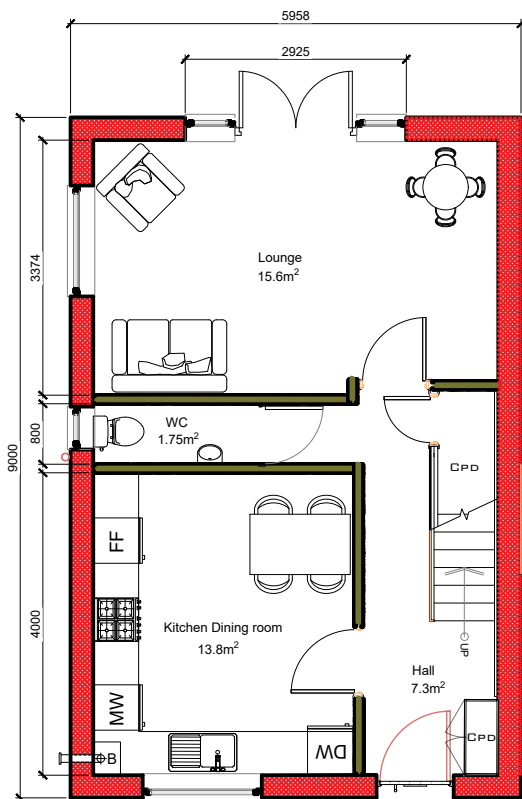 5958
2925
Lounge
15.6m²
3374
WC
1.75m²
800
9000
CPD
FF
4000
Kitchen Dining room
13.8m²
UP
Hall
7.3m²
MW
CPD
B
DW